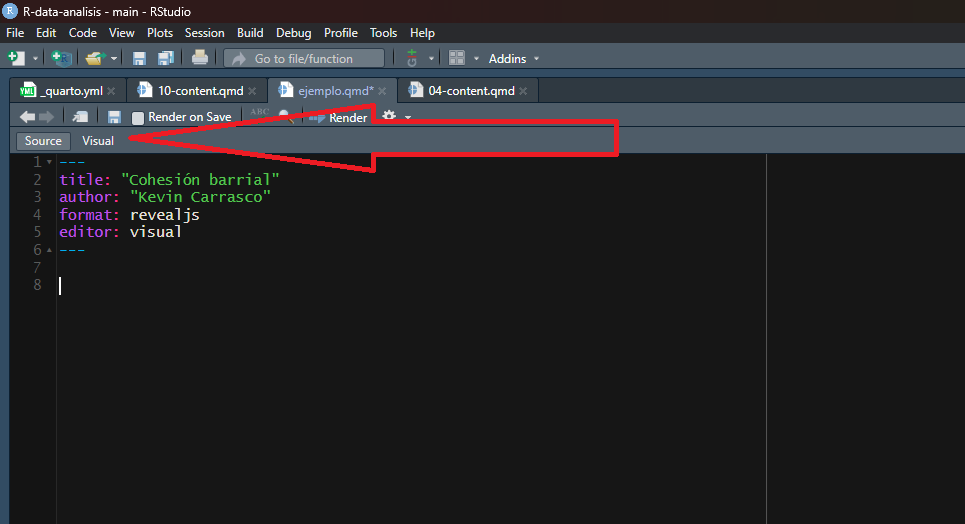 R-data-analisis - main - RStudio
File Edit Code View Plots Session Build Debug Profile Tools Help
Go to file/function Addins
_quarto.yml 10-content.qmd ejemplo.qmd* 04-content.qmd
Render on Save ABC Render
Source Visual
1 ---
2 title: "Cohesión barrial"
3 author: "Kevin Carrasco"
4 format: revealjs
5 editor: visual
6 ---
7
8